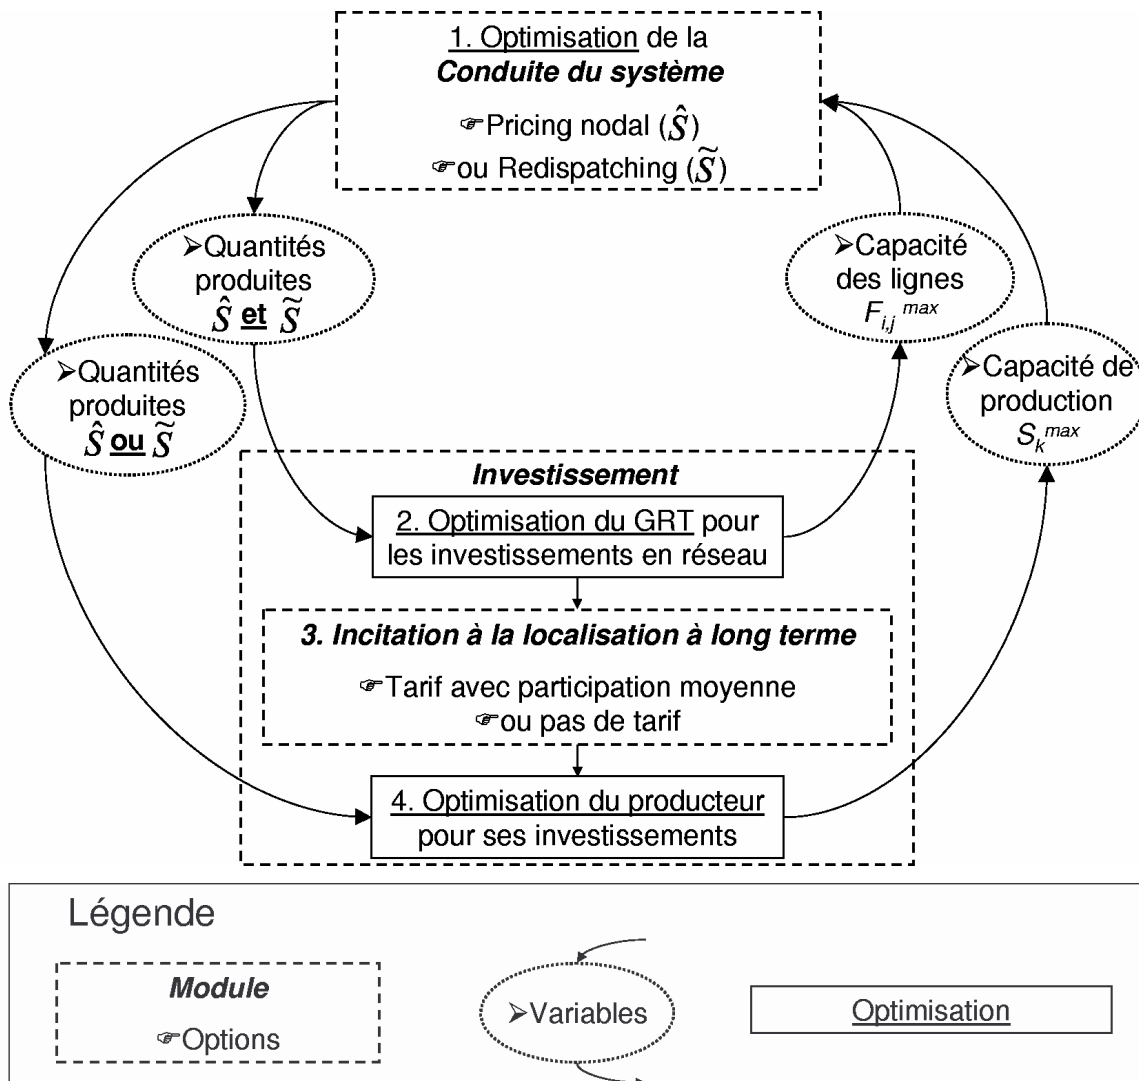 1. Optimisation de la
Conduite du système
☞Pricing nodal (ŝ)
☞ou Redispatching (s̃)
➢Quantités
produites
ŝ et s̃
➢Capacité
des lignes
Fi,j max
➢Quantités
produites
ŝ ou s̃
➢Capacité de
production
Sk max
Investissement
2. Optimisation du GRT pour
les investissements en réseau
3. Incitation à la localisation à long terme
☞Tarif avec participation moyenne
☞ou pas de tarif
4. Optimisation du producteur
pour ses investissements
Légende
Module
☞Options
➢Variables
Optimisation